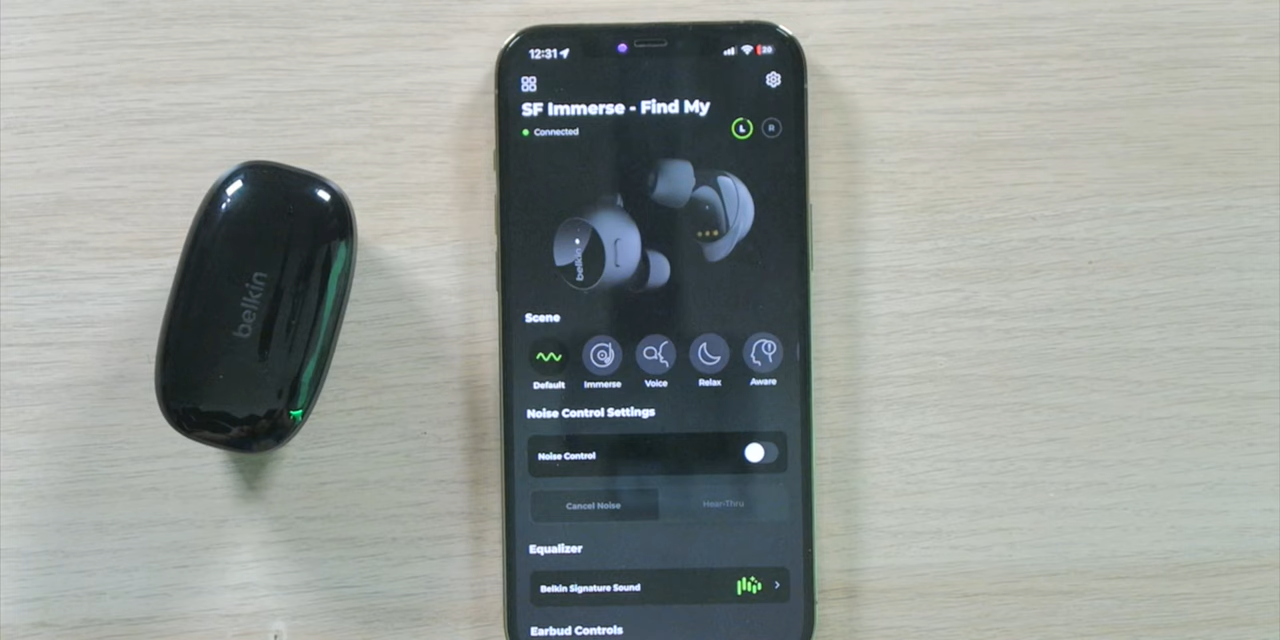 12:31
20
SF Immerse - Find My
Connected
L
R
belkin
belkin
Scene
Default
Immerse
Voice
Relax
Aware
Noise Control Settings
Noise Control
Cancel Noise
HearThru
Equalizer
Belkin Signature Sound
Earbud Controls